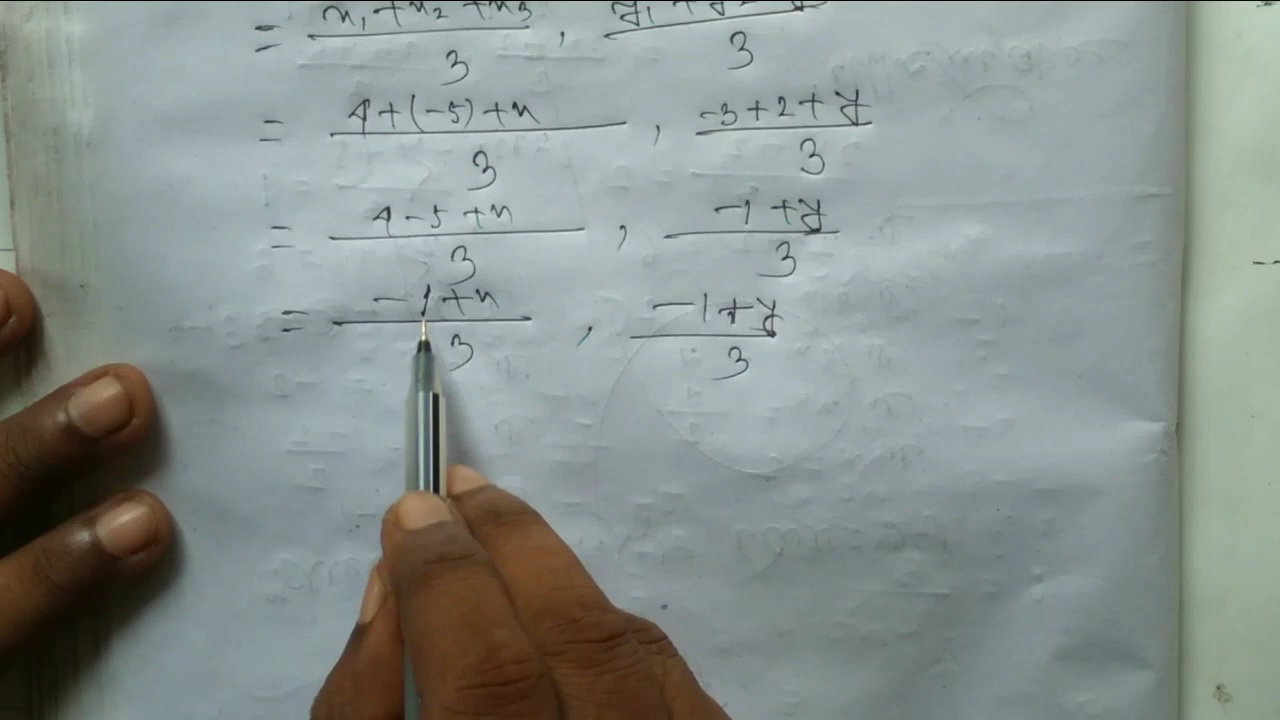 = x₁ + x₂ + x₃ / 3 , y₁ + y₂ + y / 3
= 4 + (-5) + x / 3 , -3 + 2 + y / 3
= 4 - 5 + x / 3 , -1 + y / 3
= -1 + x / 3 , -1 + y / 3